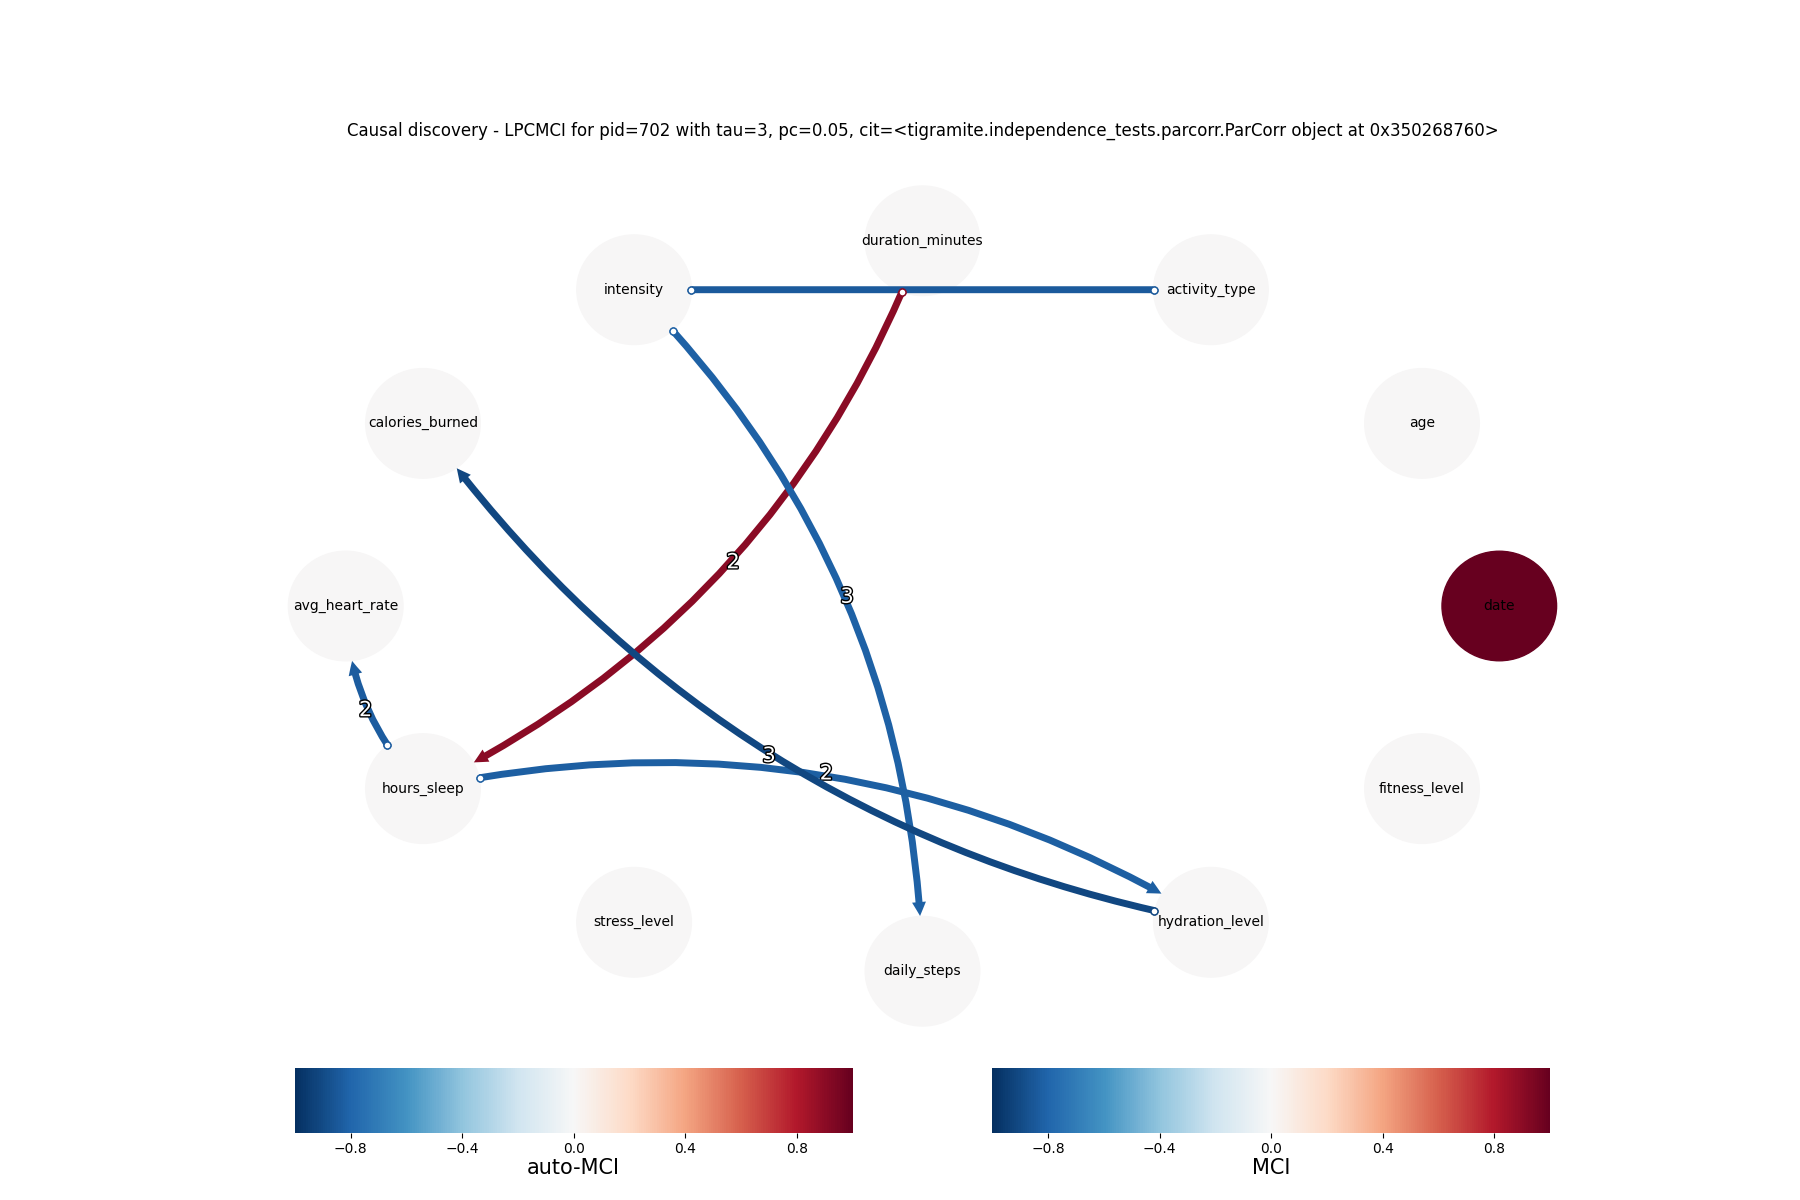 Causal discovery - LPCMCI for pid=702 with tau=3, pc=0.05, cit=<tigramite.independence_tests.parcorr.ParCorr object at 0x350268760>
duration_minutes
intensity
activity_type
calories_burned
age
2
3
avg_heart_rate
date
2
3
2
hours_sleep
fitness_level
stress_level
hydration_level
daily_steps
−0.8 −0.4 0.0 0.4 0.8
auto-MCI
−0.8 −0.4 0.0 0.4 0.8
MCI